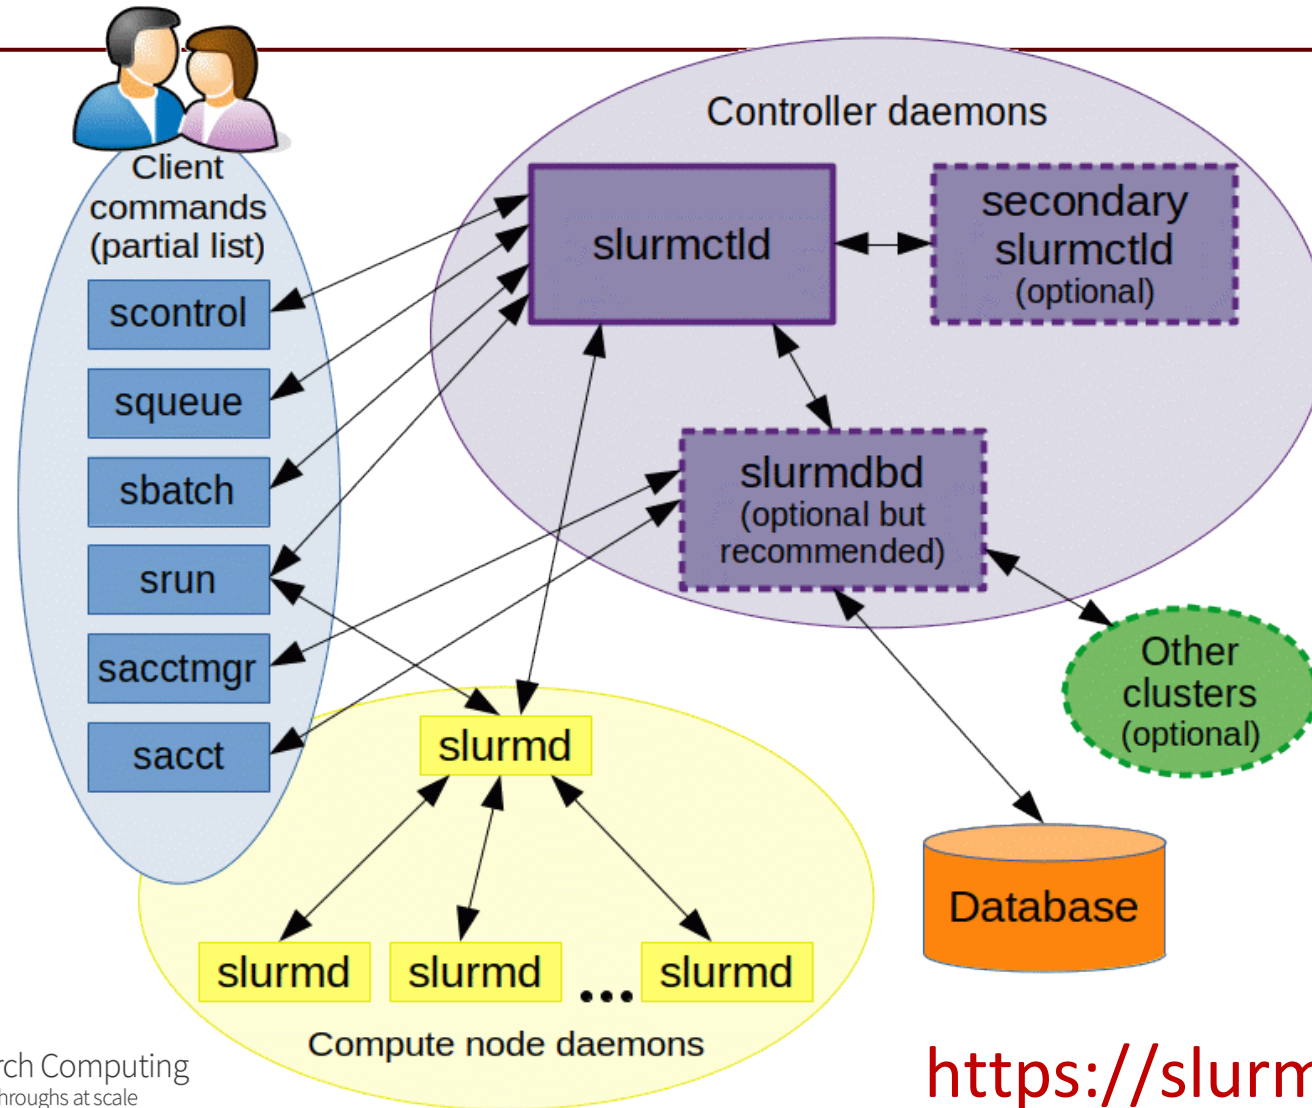 Controller daemons
Client
commands
(partial list)
scontrol
squeue
sbatch
srun
sacctmgr
sacct
slurmctld
secondary
slurmctld
(optional)
slurmdbd
(optional but
recommended)
Other
clusters
(optional)
Database
slurmd
slurmd
slurmd
...
slurmd
Compute node daemons
rch Computing
hroughs at scale
https://slurm